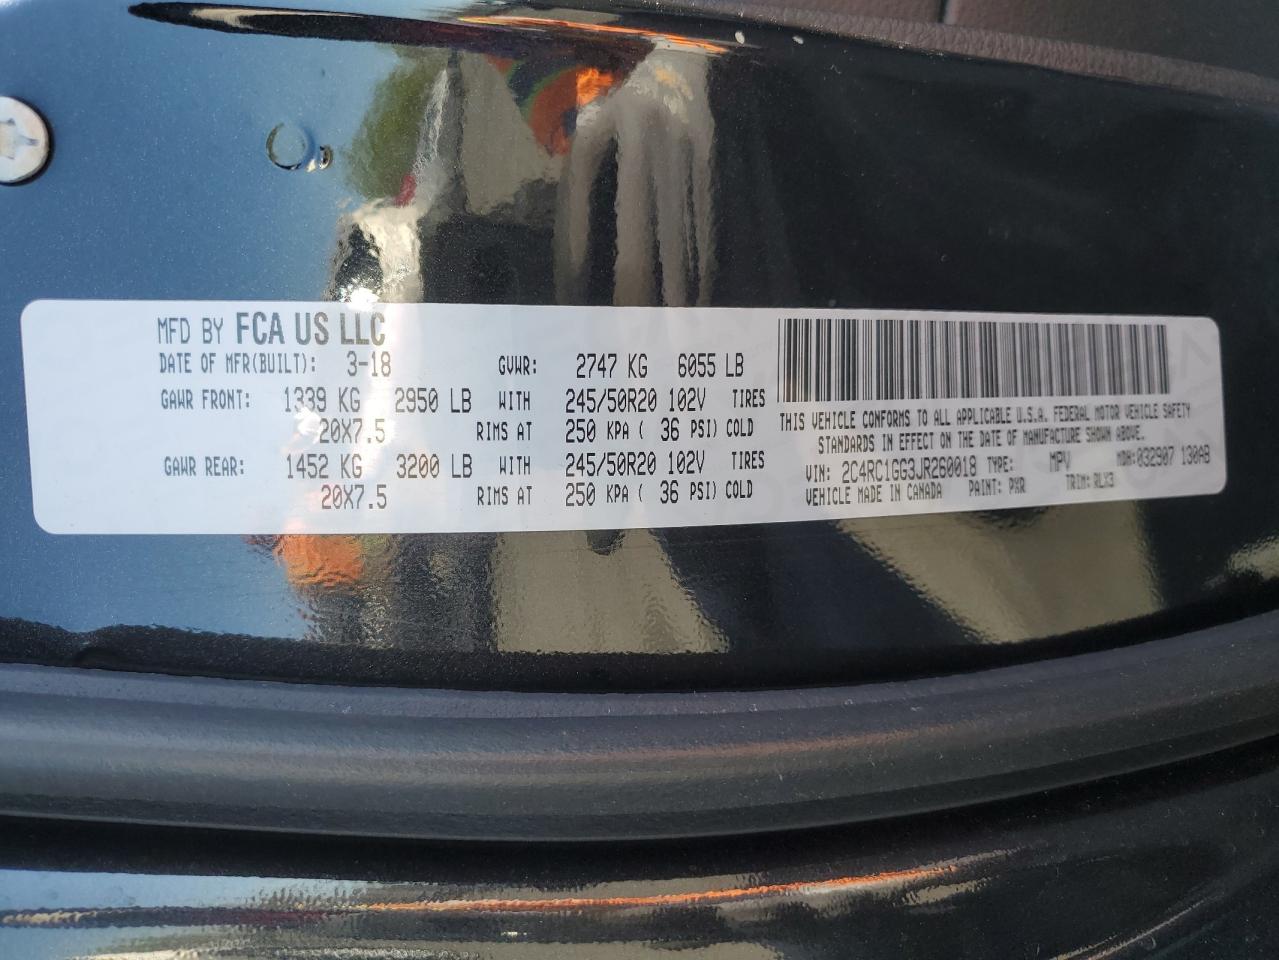 MFD BY FCA US LLC
DATE OF MFR(BUILT): 3-18 GVWR: 2747 KG 6055 LB
GAWR FRONT: 1339 KG 2950 LB WITH 245/50R20 102V TIRES
20X7.5 RIMS AT 250 KPA ( 36 PSI) COLD
GAWR REAR: 1452 KG 3200 LB WITH 245/50R20 102V TIRES
20X7.5 RIMS AT 250 KPA ( 36 PSI) COLD
THIS VEHICLE CONFORMS TO ALL APPLICABLE U.S.A. FEDERAL MOTOR VEHICLE SAFETY
STANDARDS IN EFFECT ON THE DATE OF MANUFACTURE SHOWN ABOVE.
VIN: 2C4RC1GG3JR260018 TYPE: MPV MDH: 032907 130AB
VEHICLE MADE IN CANADA PAINT: PXR TRIM: RLX3